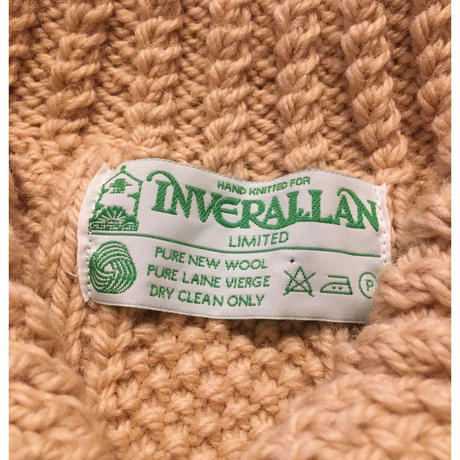 HAND KNITTED FOR
INVERALLAN
LIMITED
PURE NEW WOOL
PURE LAINE VIERGE
DRY CLEAN ONLY
P